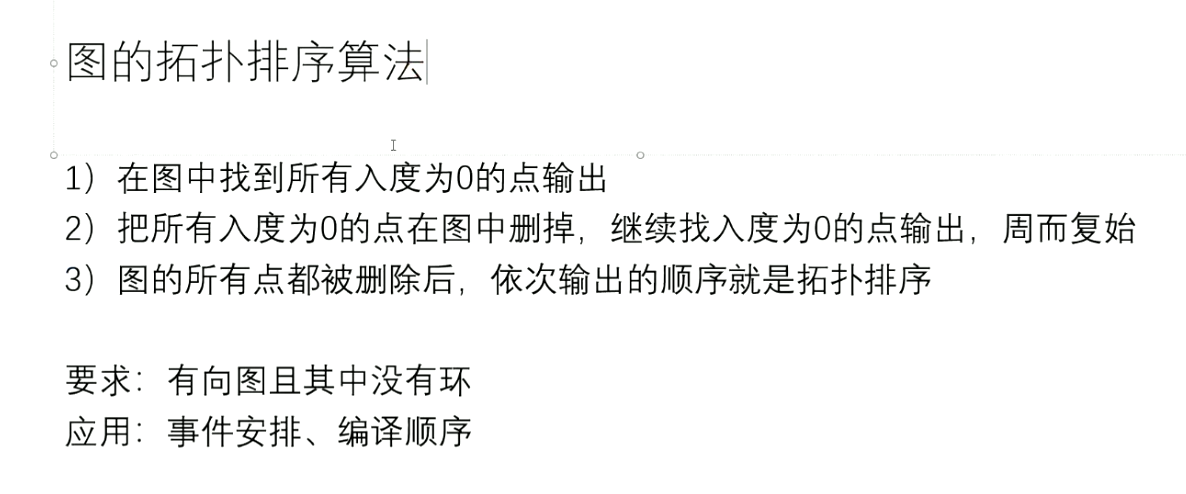 图的拓扑排序算法
1）在图中找到所有入度为0的点输出
2）把所有入度为0的点在图中删掉，继续找入度为0的点输出，周而复始
3）图的所有点都被删除后，依次输出的顺序就是拓扑排序
要求：有向图且其中没有环
应用：事件安排、编译顺序